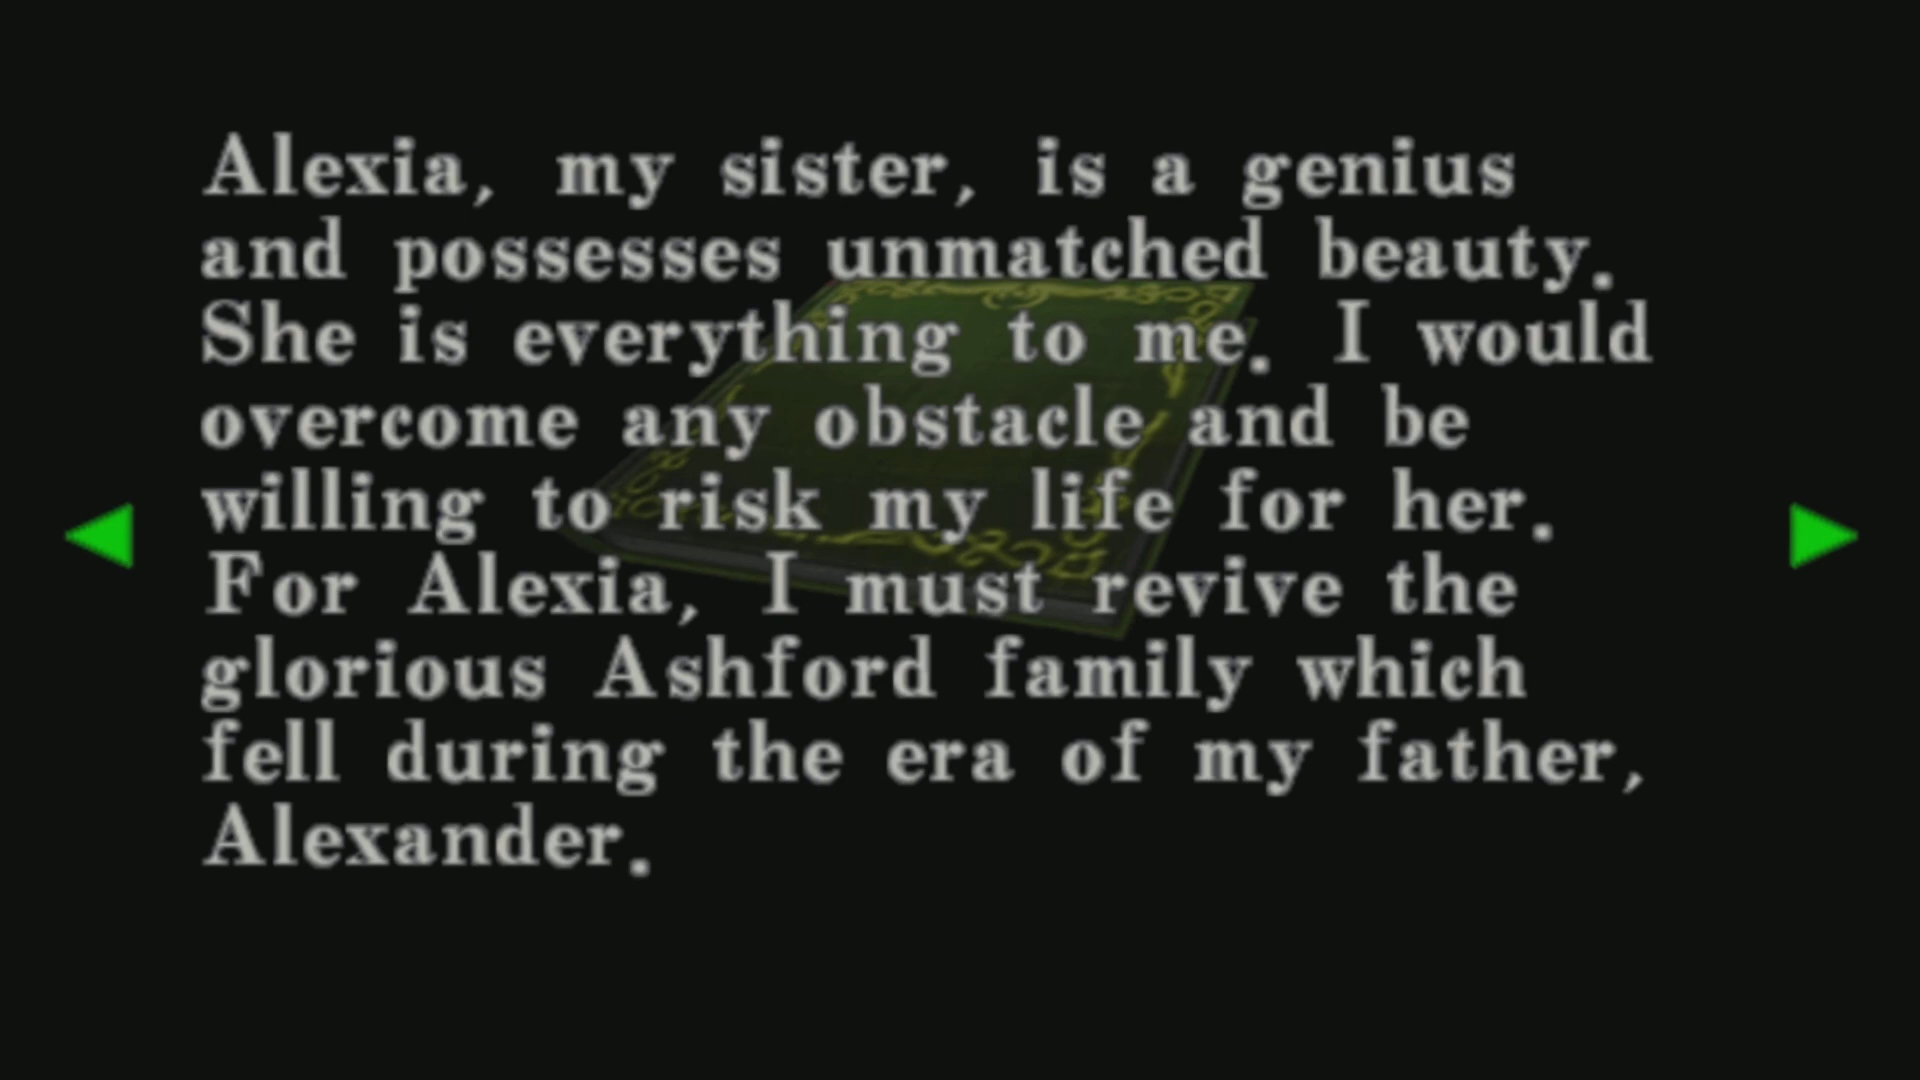 Alexia, my sister, is a genius
and possesses unmatched beauty.
She is everything to me. I would
overcome any obstacle and be
willing to risk my life for her.
For Alexia, I must revive the
glorious Ashford family which
fell during the era of my father,
Alexander.